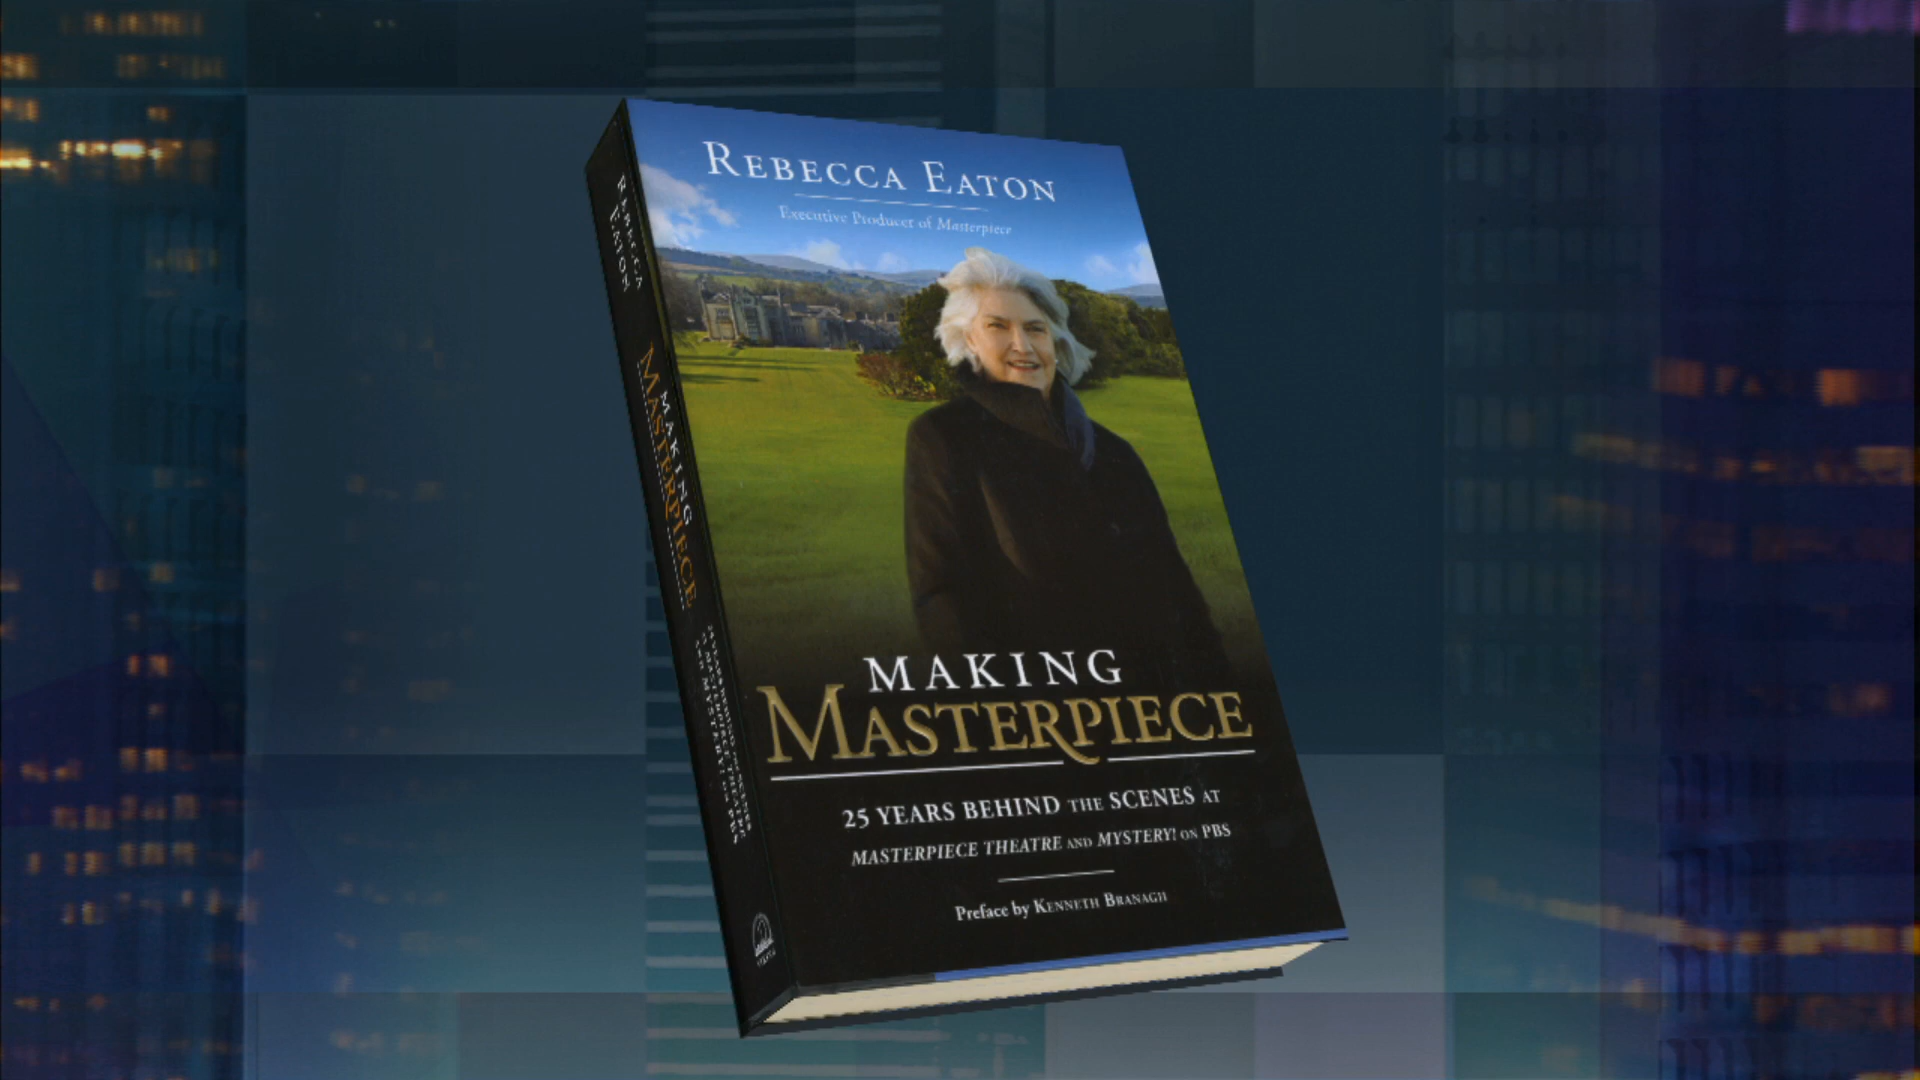 REBECCA EATON
Executive Producer of Masterpiece
MAKING
MASTERPIECE
25 YEARS BEHIND THE SCENES AT
MASTERPIECE THEATRE AND MYSTERY! ON PBS
Preface by KENNETH BRANAGH
REBECCA
EATON
MAKING
MASTERPIECE